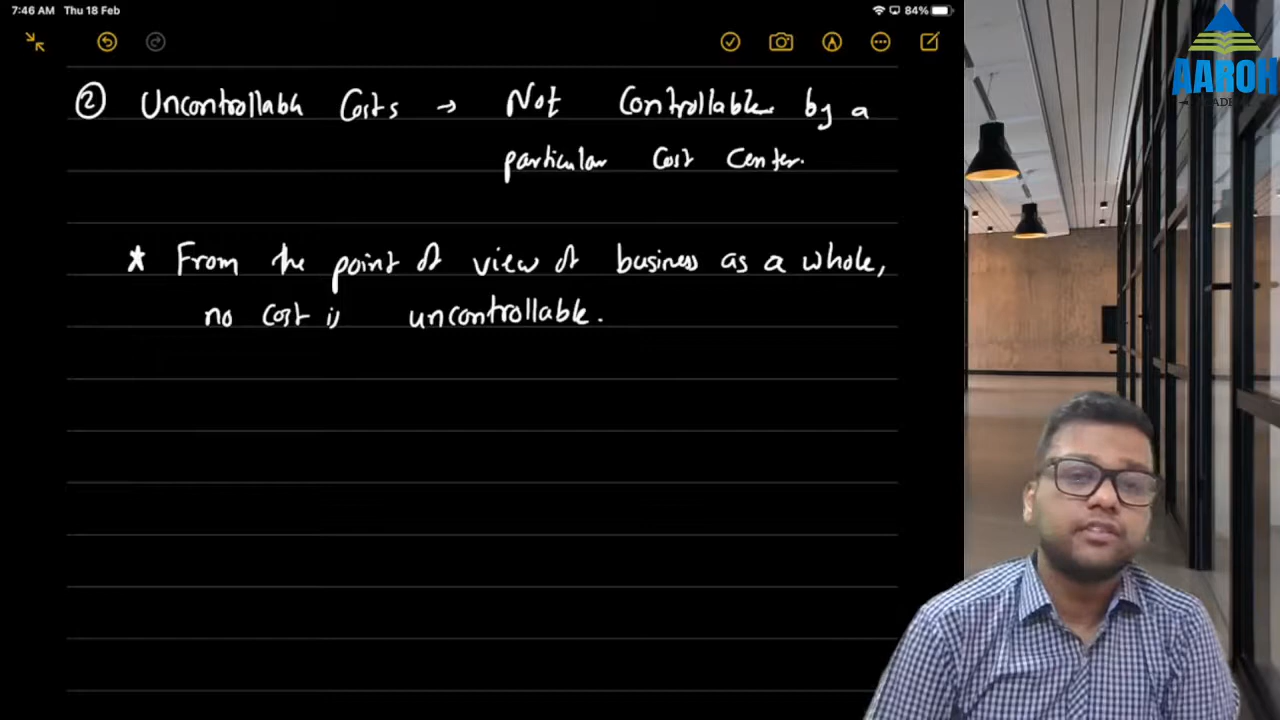 7:46 AM Thu 18 Feb 84%
② Uncontrollable Costs → Not Controllable by a
particular Cost Center.
* From the point of view of business as a whole,
no cost is uncontrollable.
AAROH
ACADEMY